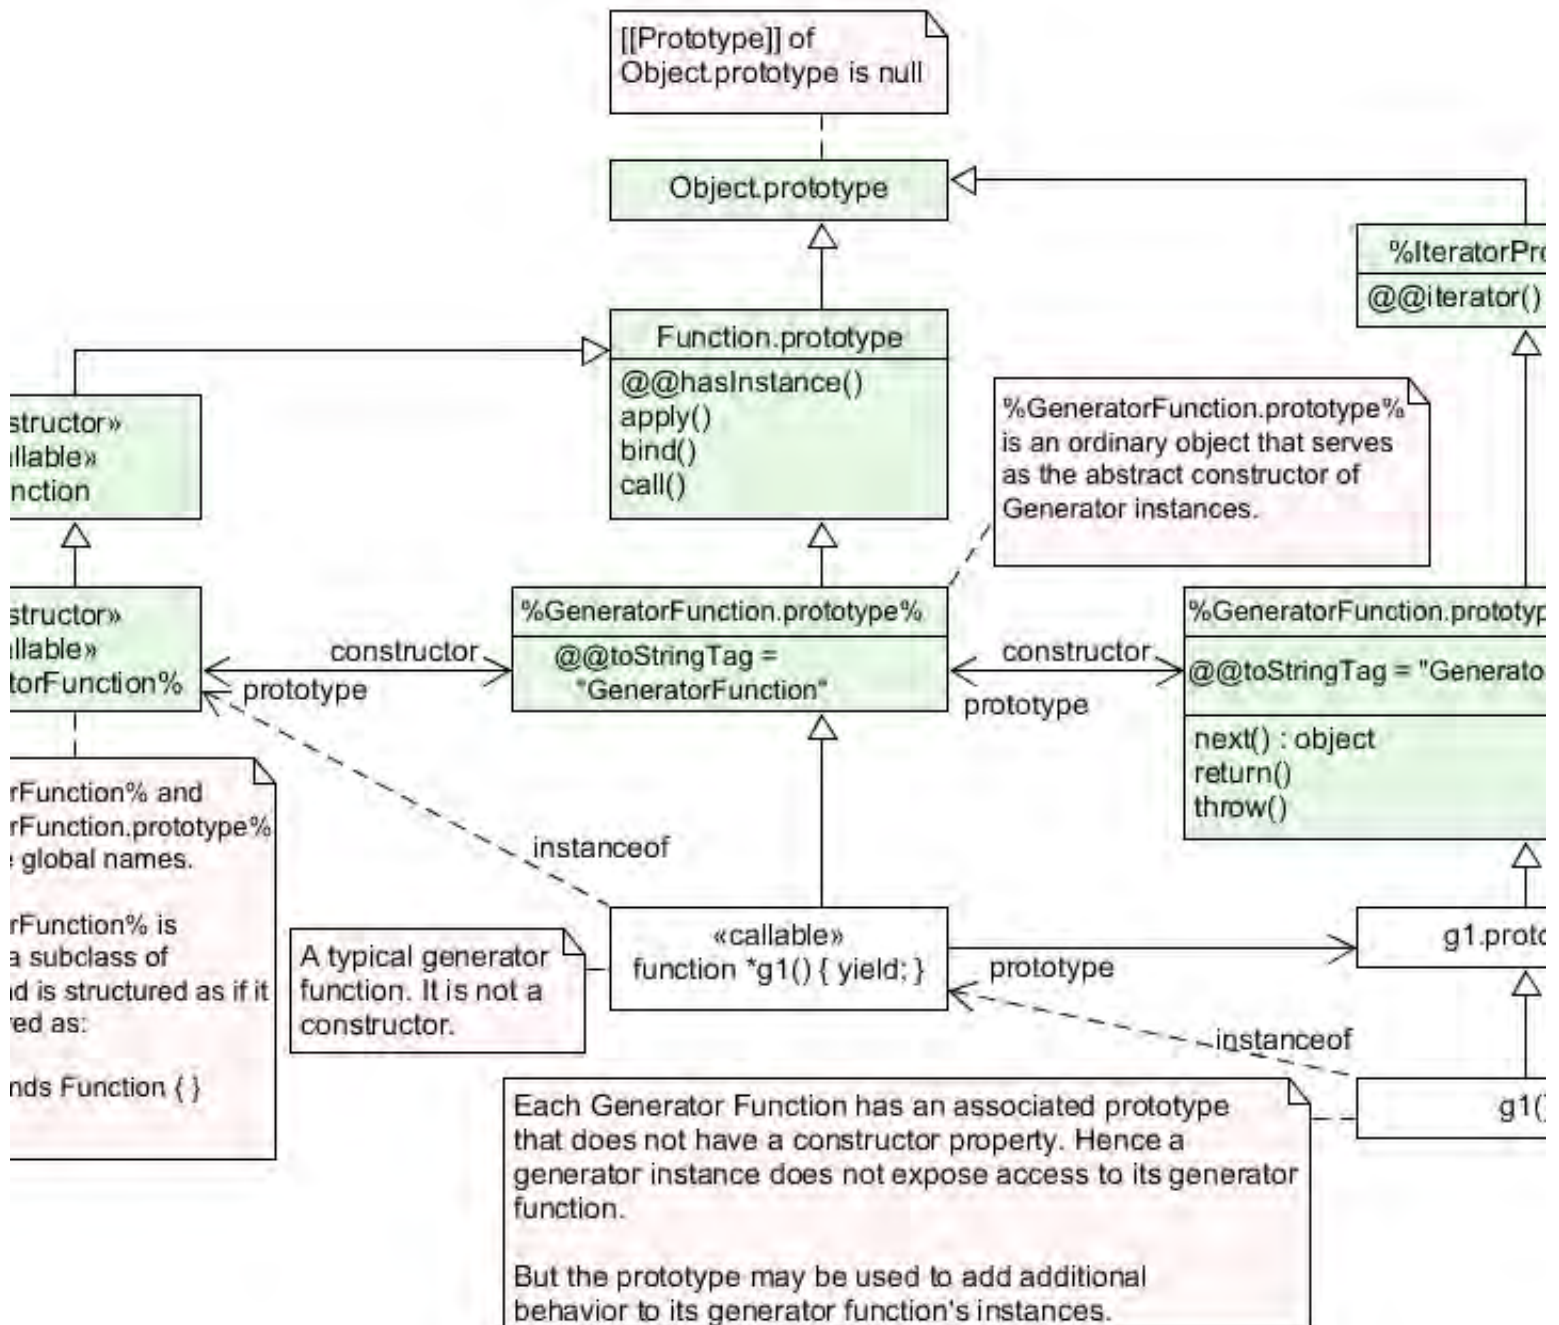 [[Prototype]] of
Object.prototype is null
Object.prototype
%IteratorPro
@@iterator()
Function.prototype
@@hasInstance()
apply()
bind()
call()
%GeneratorFunction.prototype%
is an ordinary object that serves
as the abstract constructor of
Generator instances.
structor»
llable»
nction
structor»
llable»
torFunction%
constructor
prototype
%GeneratorFunction.prototype%
@@toStringTag =
"GeneratorFunction"
constructor
prototype
%GeneratorFunction.prototyp
@@toStringTag = "Generato
next() : object
return()
throw()
rFunction% and
rFunction.prototype%
global names.
rFunction% is
a subclass of
nd is structured as if it
red as:
nds Function { }
instanceof
A typical generator
function. It is not a
constructor.
«callable»
function *g1() { yield; }
prototype
g1.proto
instanceof
g1()
Each Generator Function has an associated prototype
that does not have a constructor property. Hence a
generator instance does not expose access to its generator
function.
But the prototype may be used to add additional
behavior to its generator function's instances.